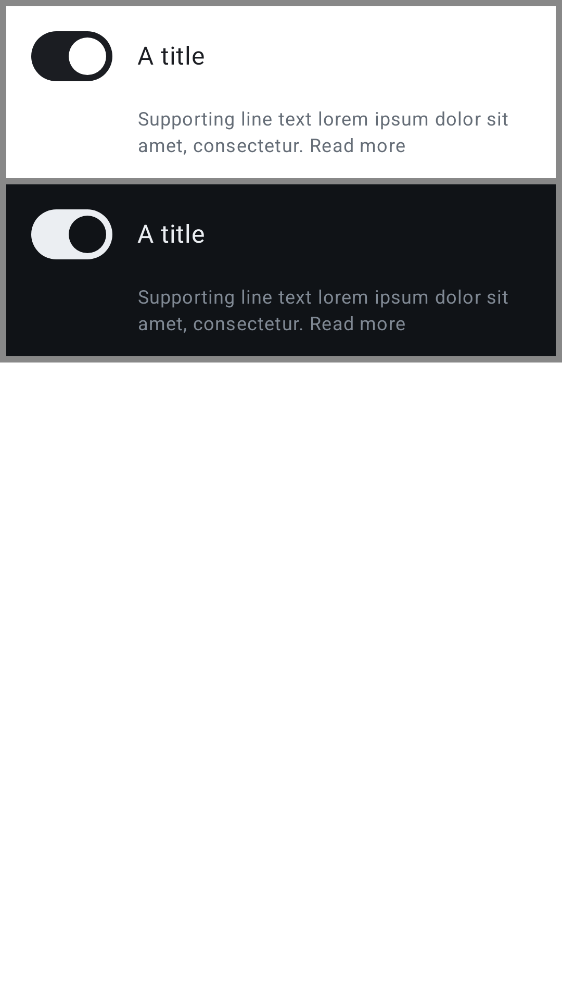 A title
Supporting line text lorem ipsum dolor sit
amet, consectetur. Read more
A title
Supporting line text lorem ipsum dolor sit
amet, consectetur. Read more